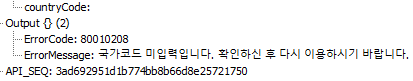 countryCode:
Output {} (2)
ErrorCode: 80010208
ErrorMessage: 국가코드 미입력입니다. 확인하신 후 다시 이용하시기 바랍니다.
API_SEQ: 3ad692951d1b774bb8b66d8e25721750